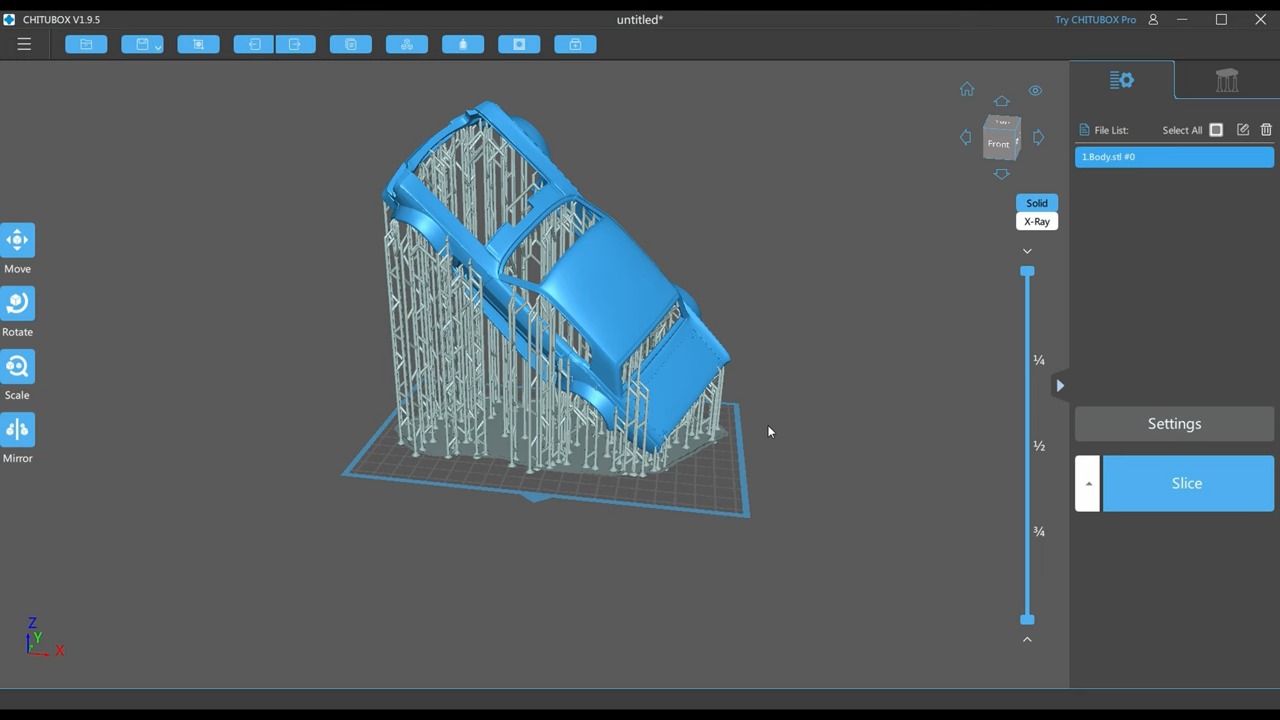 CHITUBOX V1.9.5
untitled*
Try CHITUBOX Pro
File List:
Select All
1.Body.stl #0
Top
Front
Solid
X-Ray
Move
Rotate
Scale
Mirror
¼
½
¾
Settings
Slice
Z
Y
X